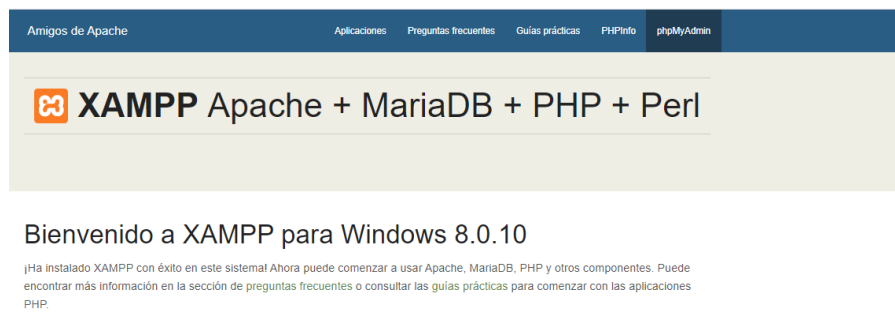 Amigos de Apache Aplicaciones Preguntas frecuentes Guías prácticas PHPInfo phpMyAdmin
XAMPP Apache + MariaDB + PHP + Perl
Bienvenido a XAMPP para Windows 8.0.10
¡Ha instalado XAMPP con éxito en este sistema! Ahora puede comenzar a usar Apache, MariaDB, PHP y otros componentes. Puede
encontrar más información en la sección de preguntas frecuentes o consultar las guías prácticas para comenzar con las aplicaciones
PHP.